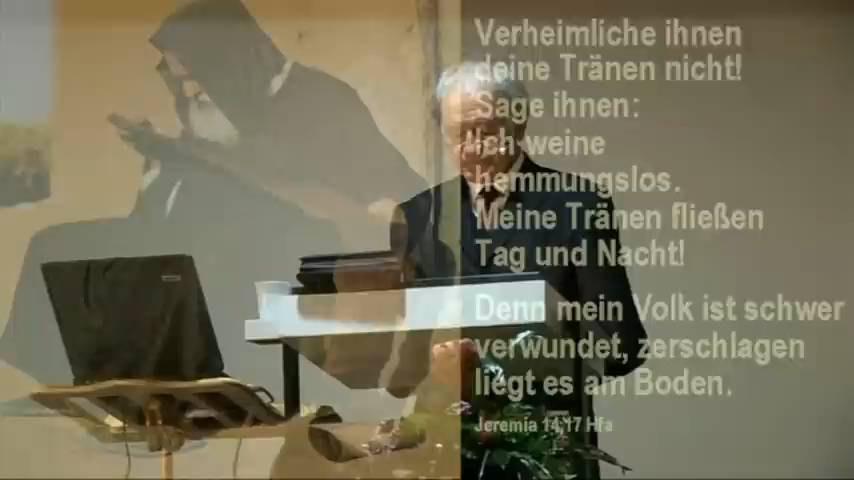 Verheimliche ihnen
deine Tränen nicht!
Sage ihnen:
Ich weine
hemmungslos.
Meine Tränen fließen
Tag und Nacht!
Denn mein Volk ist schwer
verwundet, zerschlagen
liegt es am Boden.
Jeremia 14,17 Hfa